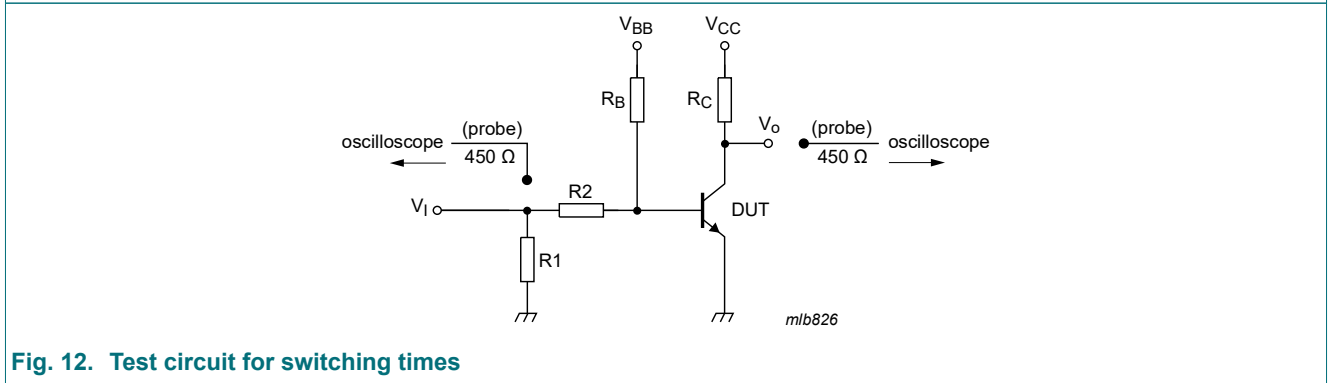 VBB
VCC
RB
RC
oscilloscope
(probe)
450 Ω
Vo
(probe)
450 Ω
oscilloscope
VI
R2
DUT
R1
mlb826
Fig. 12. Test circuit for switching times